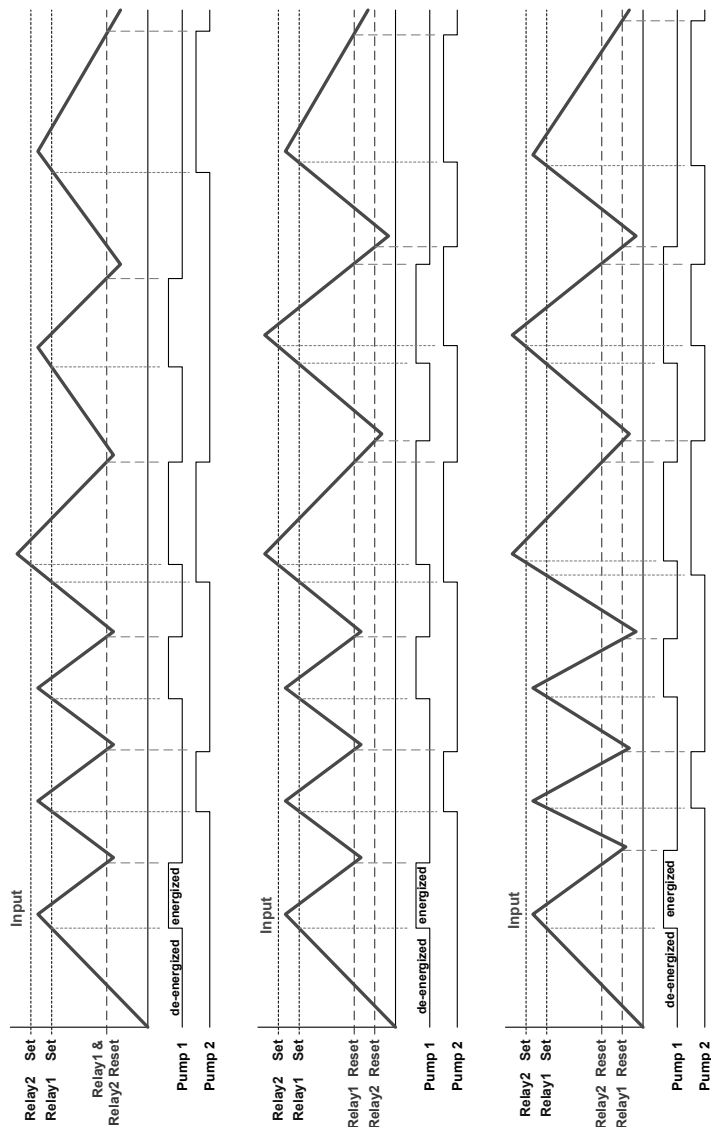 Input
Relay2 Set
Relay1 Set
Relay1 &
Relay2 Reset
de-energized energized
Pump 1
Pump 2
Input
Relay2 Set
Relay1 Set
Relay1 Reset
Relay2 Reset
de-energized energized
Pump 1
Pump 2
Input
Relay2 Set
Relay1 Set
Relay2 Reset
Relay1 Reset
de-energized energized
Pump 1
Pump 2